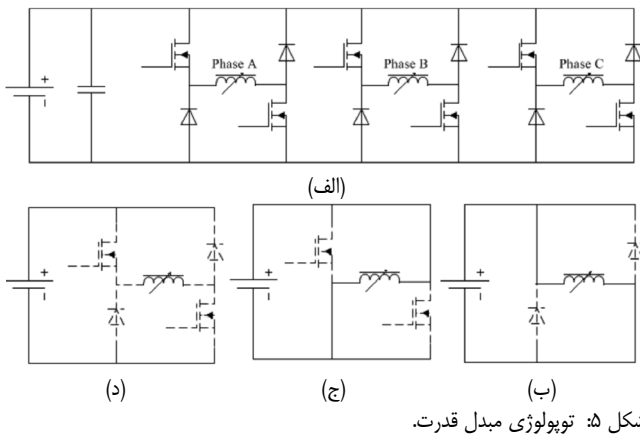 Phase A Phase B Phase C
+
(الف)
+ + +
(د) (ج) (ب)
شکل ۵: توپولوژی مبدل قدرت.